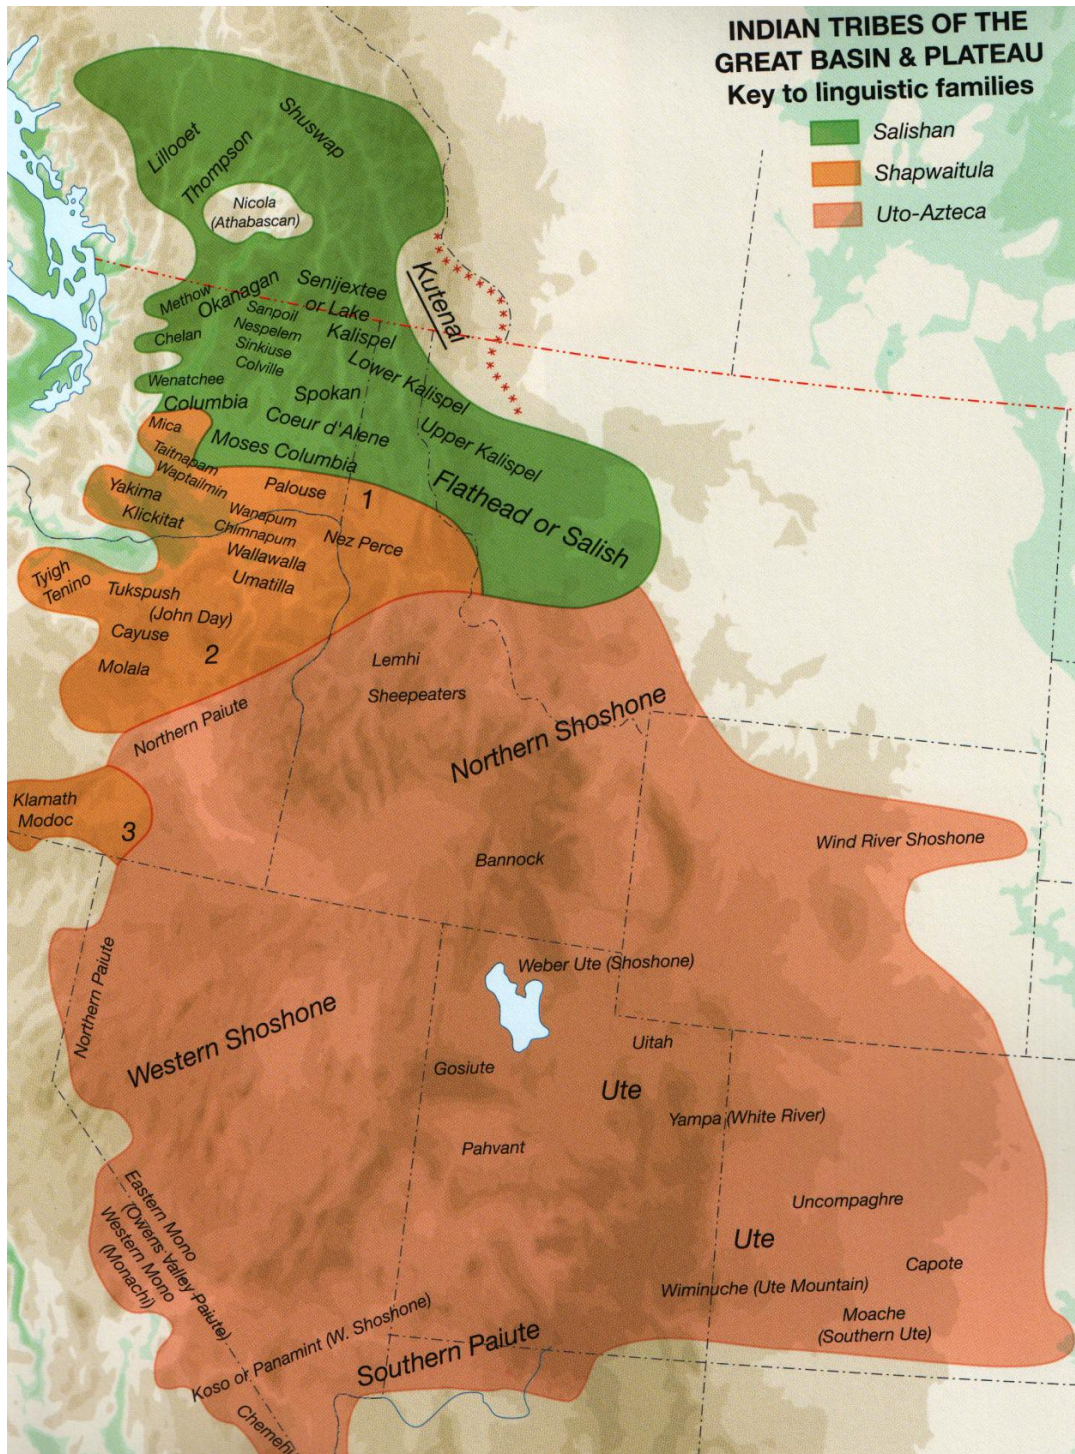 INDIAN TRIBES OF THE
GREAT BASIN & PLATEAU
Key to linguistic families
Salishan
Shapwaitula
Uto-Azteca
Lillooet
Thompson
Shuswap
Nicola
(Athabascan)
Kutenai
Methow
Okanagan
Senijextee
or Lake
Sanpoil
Nespelem
Sinkiuse
Colville
Kalispel
Chelan
Lower Kalispel
Wenatchee
Columbia
Spokan
Coeur d'Alene
Upper Kalispel
Mica
Moses Columbia
Flathead or Salish
Taitnapam
Waptailmin
Palouse
1
Yakima
Klickitat
Wanapum
Chimnapum
Nez Perce
Wallawalla
Umatilla
Tyigh
Tenino
Tukspush
(John Day)
Cayuse
2
Molala
Lemhi
Sheepeaters
Northern Paiute
Northern Shoshone
Klamath
Modoc
3
Wind River Shoshone
Bannock
Northern Paiute
Weber Ute (Shoshone)
Western Shoshone
Uitah
Gosiute
Ute
Yampa (White River)
Pahvant
Eastern Mono
(Owens Valley Paiute)
Western Mono
(Monachi)
Uncompaghre
Ute
Capote
Wiminuche (Ute Mountain)
Moache
(Southern Ute)
Koso or Panamint (W. Shoshone)
Southern Paiute